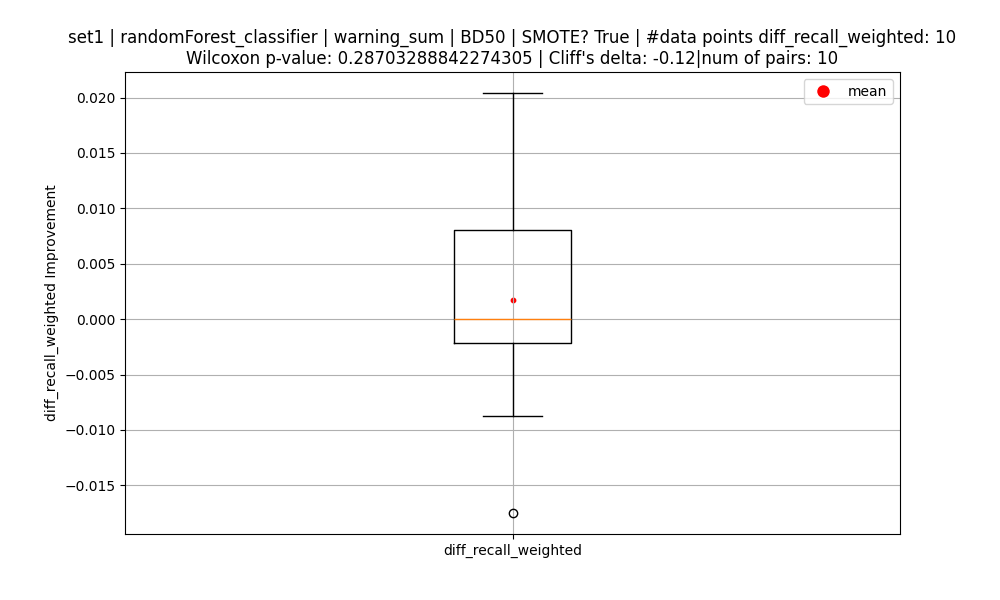 set1 | randomForest_classifier | warning_sum | BD50 | SMOTE? True | #data points diff_recall_weighted: 10
Wilcoxon p-value: 0.28703288842274305 | Cliff's delta: -0.12|num of pairs: 10
mean
0.020
0.015
0.010
0.005
0.000
−0.005
−0.010
−0.015
diff_recall_weighted Improvement
diff_recall_weighted